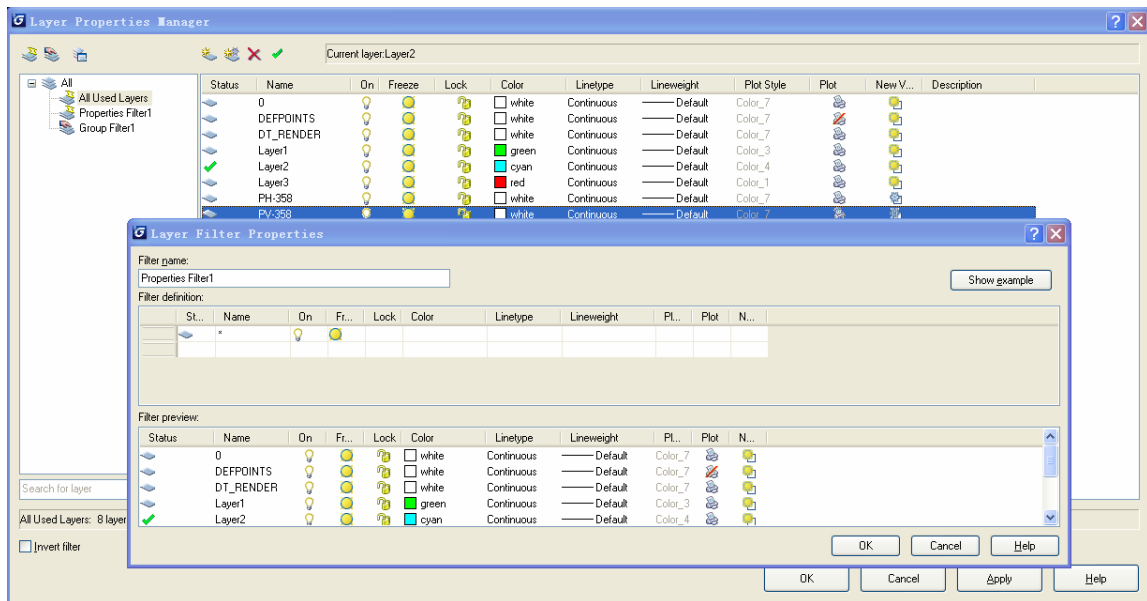 Layer Properties Manager
Current layer:Layer2
All
All Used Layers
Properties Filter1
Group Filter1
Status Name On Freeze Lock Color Linetype Lineweight Plot Style Plot New V... Description
0 white Continuous Default Color_7
DEFPOINTS white Continuous Default Color_7
DT_RENDER white Continuous Default Color_7
Layer1 green Continuous Default Color_3
Layer2 cyan Continuous Default Color_4
Layer3 red Continuous Default Color_1
PH-358 white Continuous Default Color_7
PV-358 white Continuous Default Color_7
Layer Filter Properties
Filter name:
Properties Filter1
Show example
Filter definition:
St... Name On Fr... Lock Color Linetype Lineweight Pl... Plot N...
*
Filter preview:
Status Name On Fr... Lock Color Linetype Lineweight Pl... Plot N...
0 white Continuous Default Color_7
DEFPOINTS white Continuous Default Color_7
DT_RENDER white Continuous Default Color_7
Layer1 green Continuous Default Color_3
Layer2 cyan Continuous Default Color_4
OK Cancel Help
Search for layer
All Used Layers: 8 layer
Invert filter
OK Cancel Apply Help